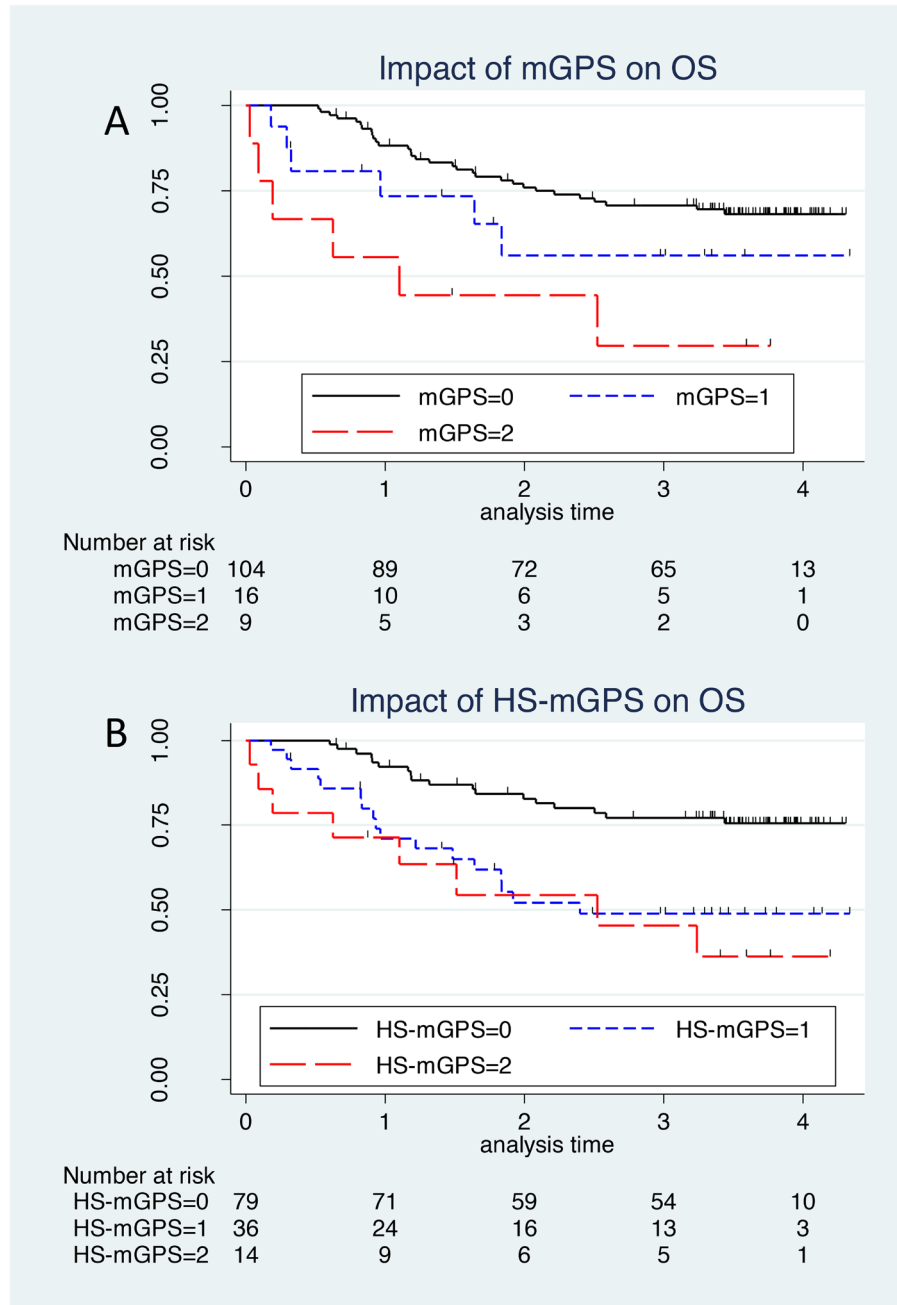 Impact of mGPS on OS
A
1.00
0.75
0.50
0.25
0.00
mGPS=0 mGPS=1
mGPS=2
0 1 2 3 4
analysis time
Number at risk
mGPS=0 104 89 72 65 13
mGPS=1 16 10 6 5 1
mGPS=2 9 5 3 2 0
Impact of HS-mGPS on OS
B
1.00
0.75
0.50
0.25
0.00
HS-mGPS=0 HS-mGPS=1
HS-mGPS=2
0 1 2 3 4
analysis time
Number at risk
HS-mGPS=0 79 71 59 54 10
HS-mGPS=1 36 24 16 13 3
HS-mGPS=2 14 9 6 5 1